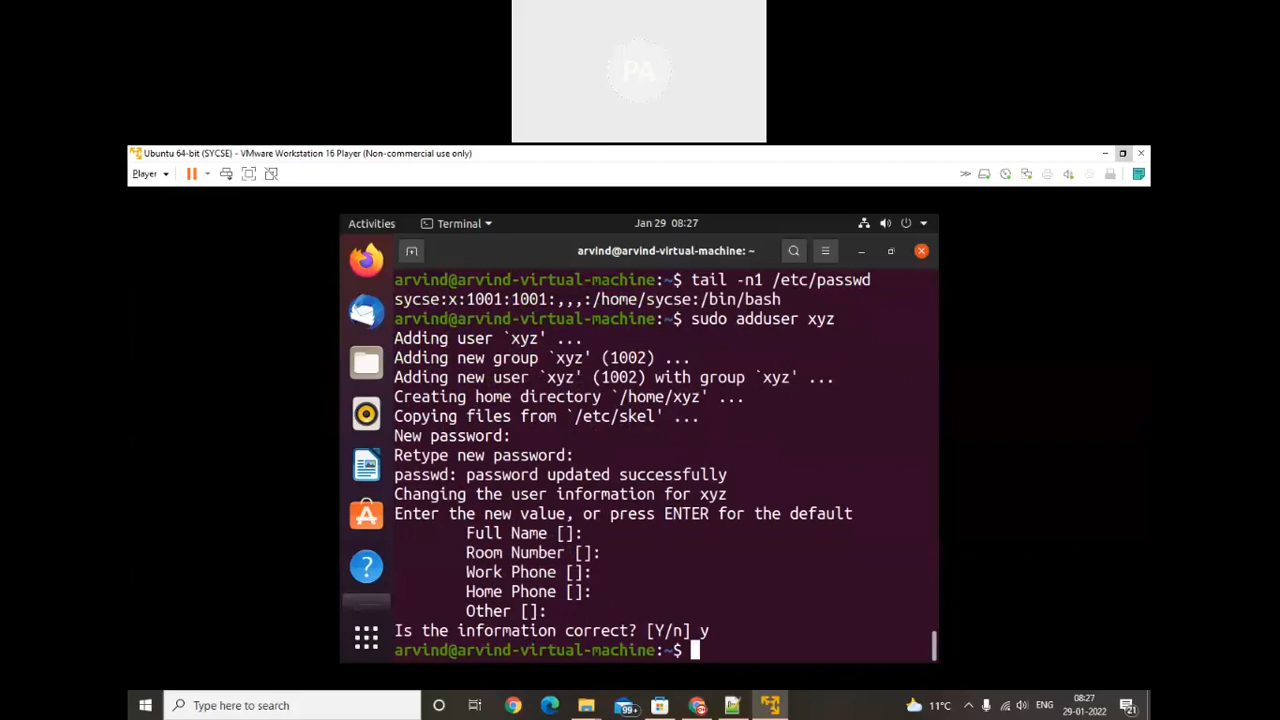 PA
Ubuntu 64-bit (SYCSE) - VMware Workstation 16 Player (Non-commercial use only)
Player
Activities
Terminal
Jan 29 08:27
arvind@arvind-virtual-machine: ~
arvind@arvind-virtual-machine:~$ tail -n1 /etc/passwd
sycse:x:1001:1001:,,,:/home/sycse:/bin/bash
arvind@arvind-virtual-machine:~$ sudo adduser xyz
Adding user `xyz' ...
Adding new group `xyz' (1002) ...
Adding new user `xyz' (1002) with group `xyz' ...
Creating home directory `/home/xyz' ...
Copying files from `/etc/skel' ...
New password:
Retype new password:
passwd: password updated successfully
Changing the user information for xyz
Enter the new value, or press ENTER for the default
Full Name []:
Room Number []:
Work Phone []:
Home Phone []:
Other []:
Is the information correct? [Y/n] y
arvind@arvind-virtual-machine:~$
Type here to search
99+
11°C
ENG
08:27
29-01-2022
21